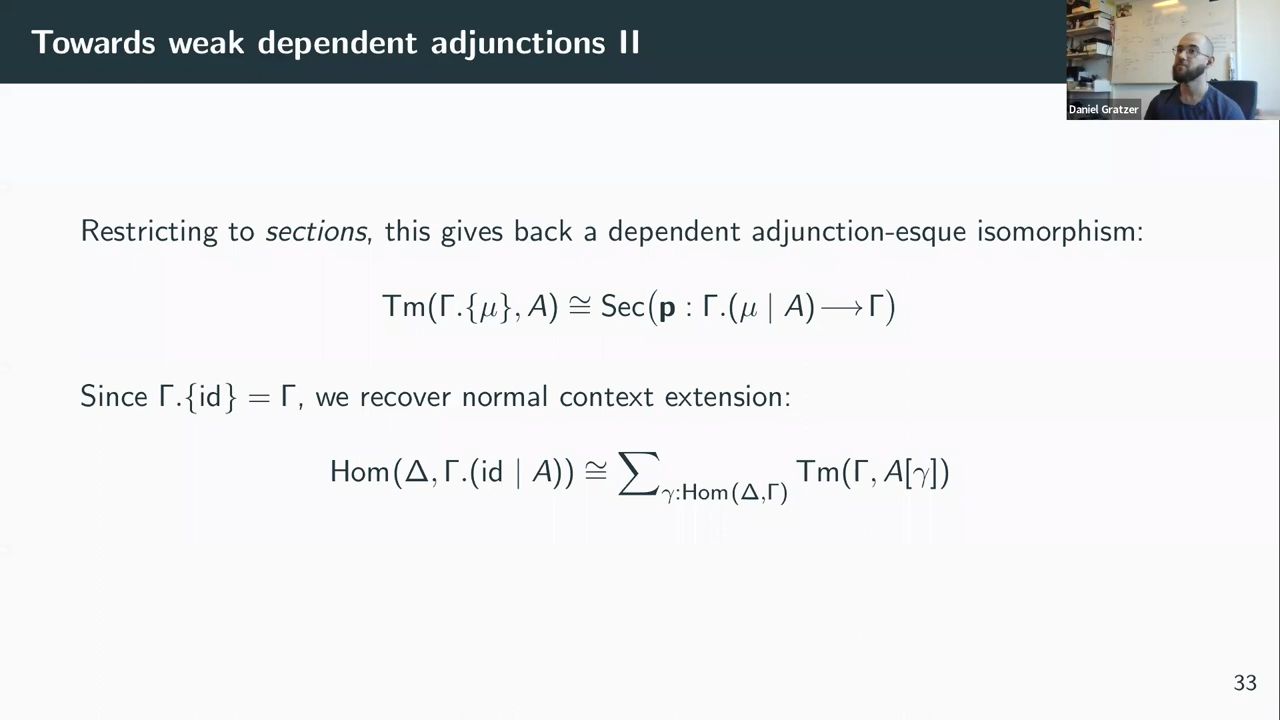 Towards weak dependent adjunctions II
Daniel Gratzer
Restricting to sections, this gives back a dependent adjunction-esque isomorphism:
Tm(Γ.{μ}, A) ≅ Sec(p : Γ.(μ | A) ⟶ Γ)
Since Γ.{id} = Γ, we recover normal context extension:
Hom(Δ, Γ.(id | A)) ≅ ∑_{γ:Hom(Δ,Γ)} Tm(Γ, A[γ])
33